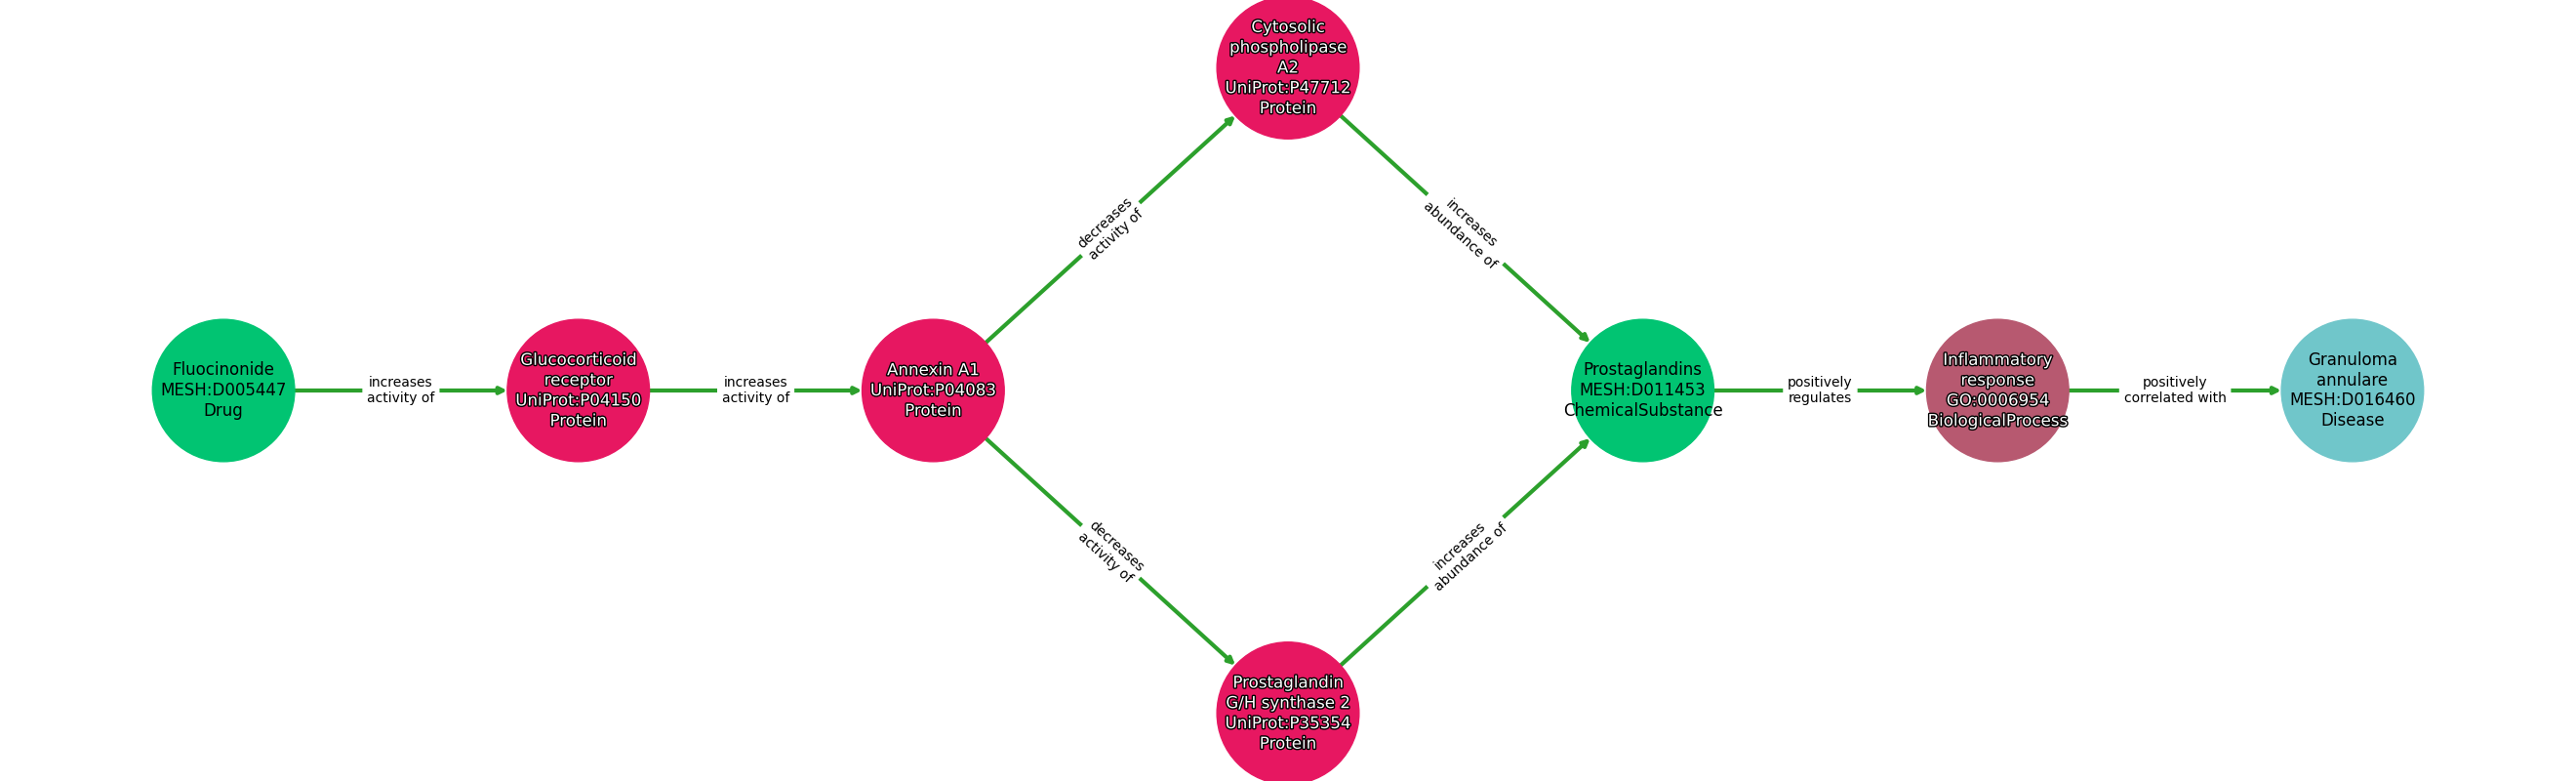 Cytosolic
phospholipase
A2
UniProt:P47712
Protein
decreases
activity of
increases
abundance of
Fluocinonide
MESH:D005447
Drug
increases
activity of
Glucocorticoid
receptor
UniProt:P04150
Protein
increases
activity of
Annexin A1
UniProt:P04083
Protein
Prostaglandins
MESH:D011453
ChemicalSubstance
positively
regulates
Inflammatory
response
GO:0006954
BiologicalProcess
positively
correlated with
Granuloma
annulare
MESH:D016460
Disease
decreases
activity of
increases
abundance of
Prostaglandin
G/H synthase 2
UniProt:P35354
Protein